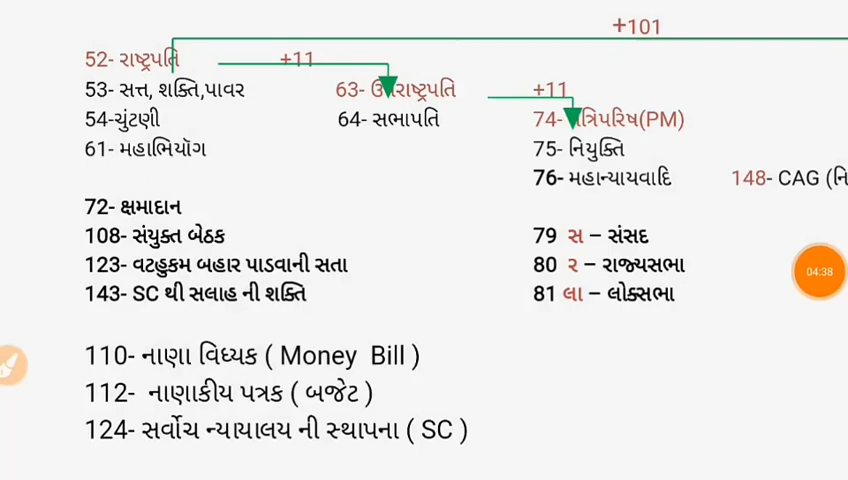 +101
52- રાષ્ટ્રપતિ +11
53- સત્ત, શક્તિ,પાવર 63- ઉપરાષ્ટ્રપતિ +11
54-ચુંટણી 64- સભાપતિ 74- મંત્રિપરિષ(PM)
61- મહાભિયૉગ 75- નિયુક્તિ
76- મહાન્યાયવાદિ 148- CAG (નિ
72- ક્ષમાદાન
108- સંયુક્ત બેઠક 79 સ – સંસદ
123- વટહુકમ બહાર પાડવાની સતા 80 ર – રાજ્યસભા
143- SC થી સલાહ ની શક્તિ 81 લા – લોક્સભા
04:38
110- નાણા વિધ્યક ( Money Bill )
112- નાણાકીય પત્રક ( બજેટ )
124- સર્વોચ ન્યાયાલય ની સ્થાપના ( SC )